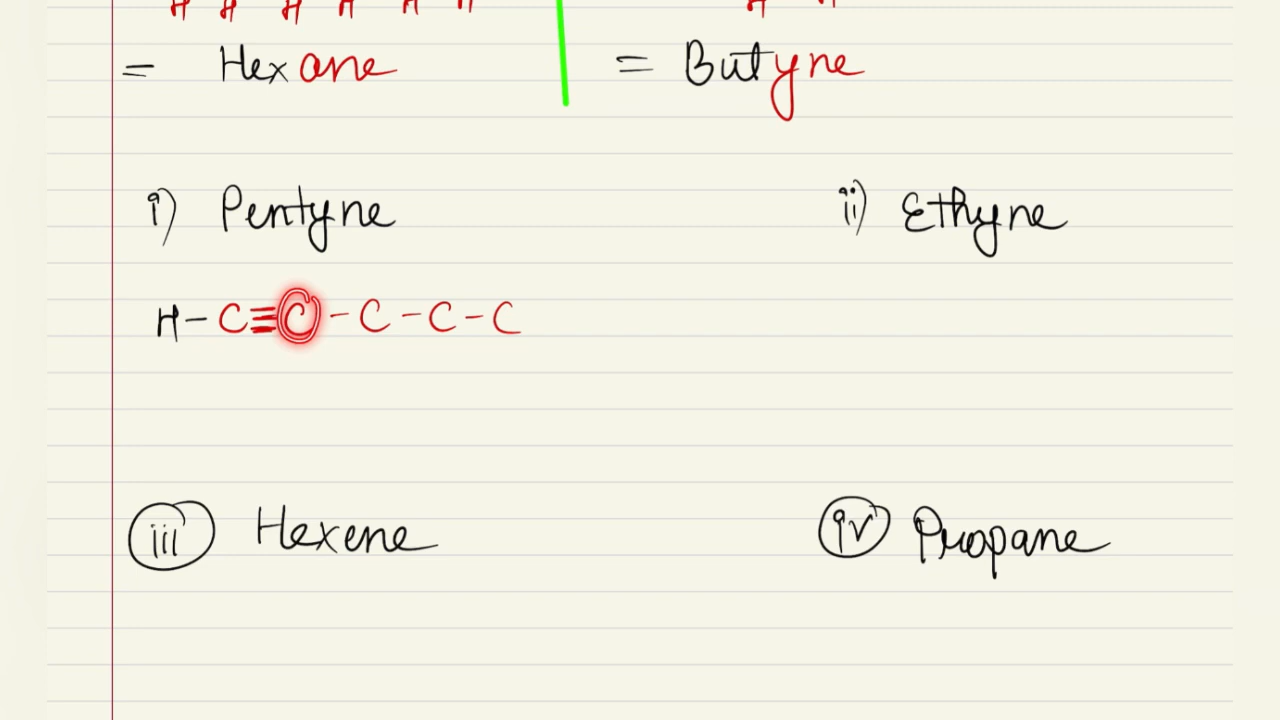 H H H H H H H H
= Hexane = Butyne
i) Pentyne ii) Ethyne
H-C≡C-C-C-C
iii Hexene iv Propane